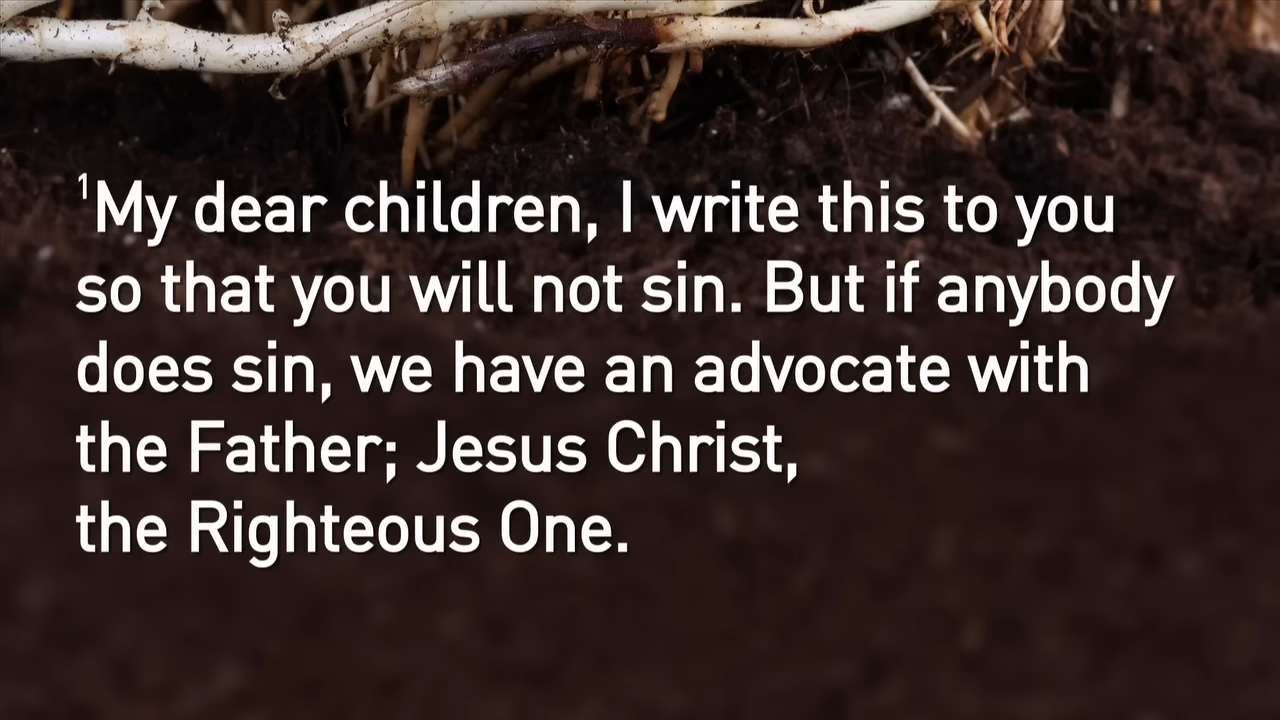 ¹My dear children, I write this to you
so that you will not sin. But if anybody
does sin, we have an advocate with
the Father; Jesus Christ,
the Righteous One.